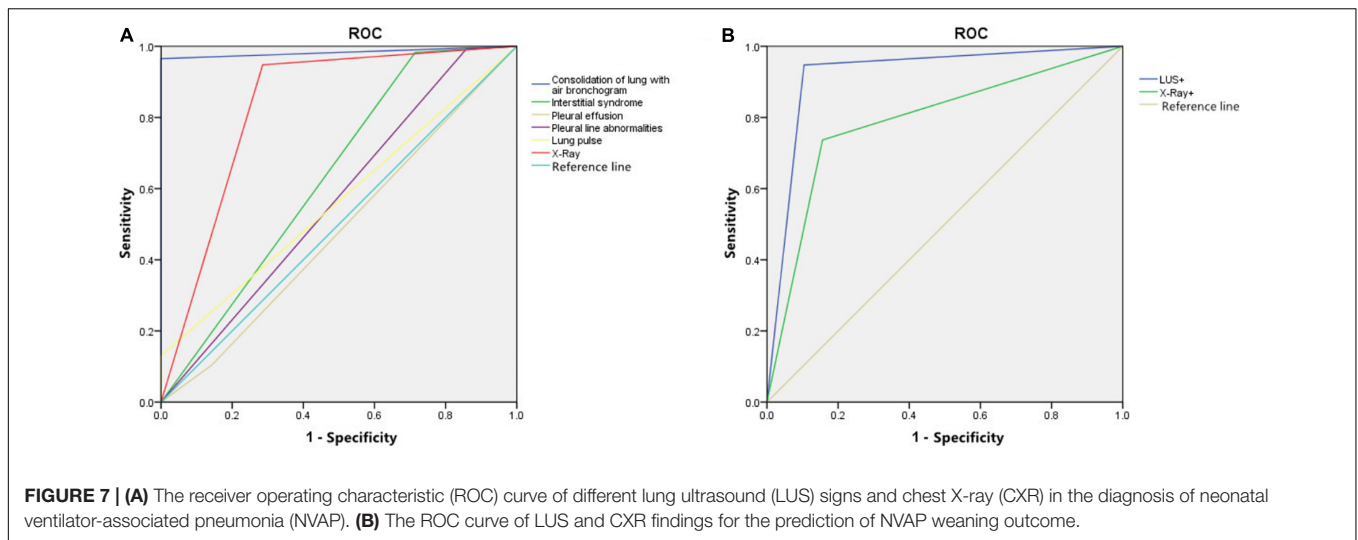 A
ROC
1.0
0.8
0.6
0.4
0.2
0.0
0.0 0.2 0.4 0.6 0.8 1.0
Sensitivity
1 - Specificity
Consolidation of lung with
air bronchogram
Interstitial syndrome
Pleural effusion
Pleural line abnormalities
Lung pulse
X-Ray
Reference line
B
ROC
1.0
0.8
0.6
0.4
0.2
0.0
0.0 0.2 0.4 0.6 0.8 1.0
Sensitivity
1 - Specificity
LUS+
X-Ray+
Reference line
FIGURE 7 | (A) The receiver operating characteristic (ROC) curve of different lung ultrasound (LUS) signs and chest X-ray (CXR) in the diagnosis of neonatal
ventilator-associated pneumonia (NVAP). (B) The ROC curve of LUS and CXR findings for the prediction of NVAP weaning outcome.